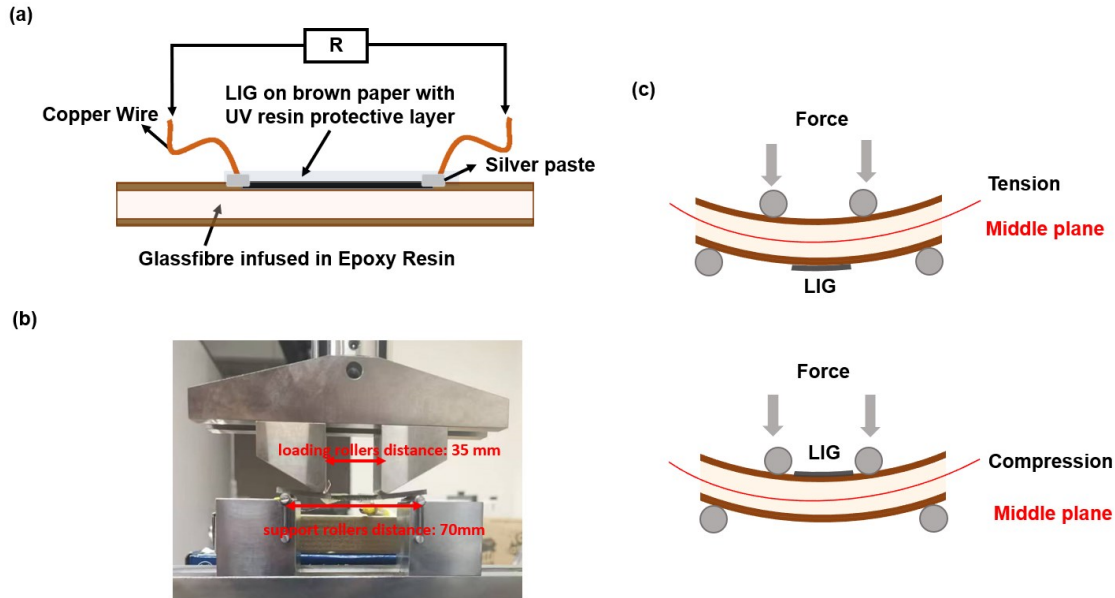 (a)
R
LIG on brown paper with
UV resin protective layer
Copper Wire
Silver paste
Glassfibre infused in Epoxy Resin
(b)
loading rollers distance: 35 mm
support rollers distance: 70mm
(c)
Force
Tension
Middle plane
LIG
Force
LIG
Compression
Middle plane